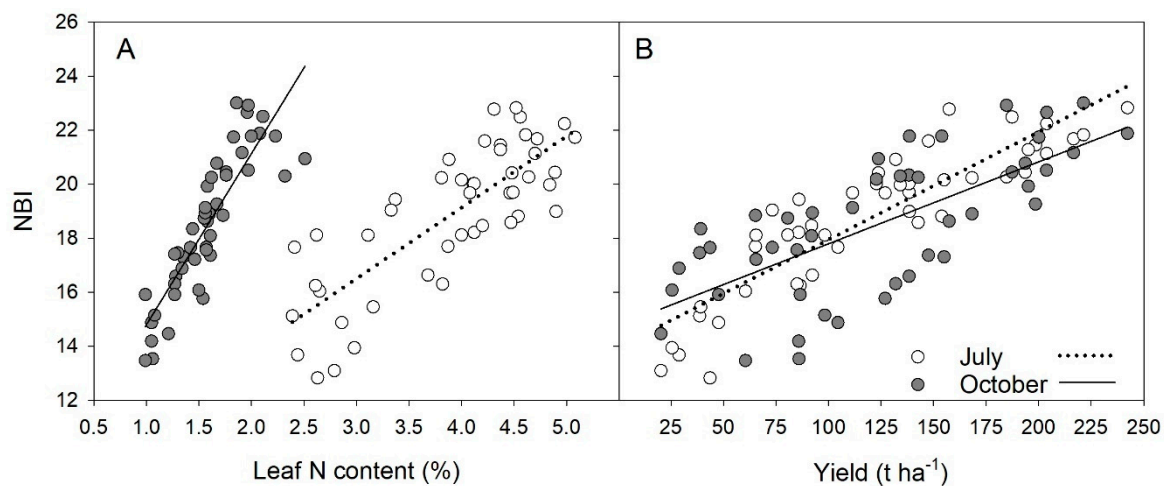 26
24
22
20
18
16
14
12
NBI
A
B
July
October
0.5 1.0 1.5 2.0 2.5 3.0 3.5 4.0 4.5 5.0
25 50 75 100 125 150 175 200 225 250
Leaf N content (%)
Yield (t ha⁻¹)